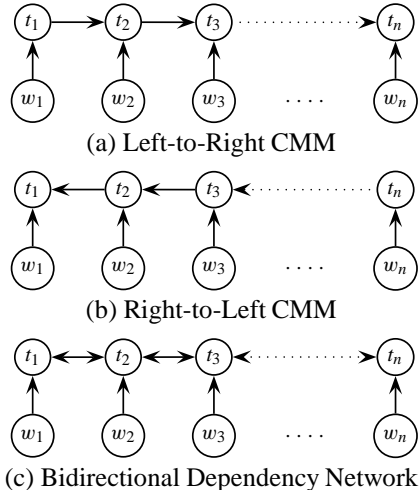 t1 t2 t3 tn
w1 w2 w3 . . . . wn
(a) Left-to-Right CMM
t1 t2 t3 tn
w1 w2 w3 . . . . wn
(b) Right-to-Left CMM
t1 t2 t3 tn
w1 w2 w3 . . . . wn
(c) Bidirectional Dependency Network